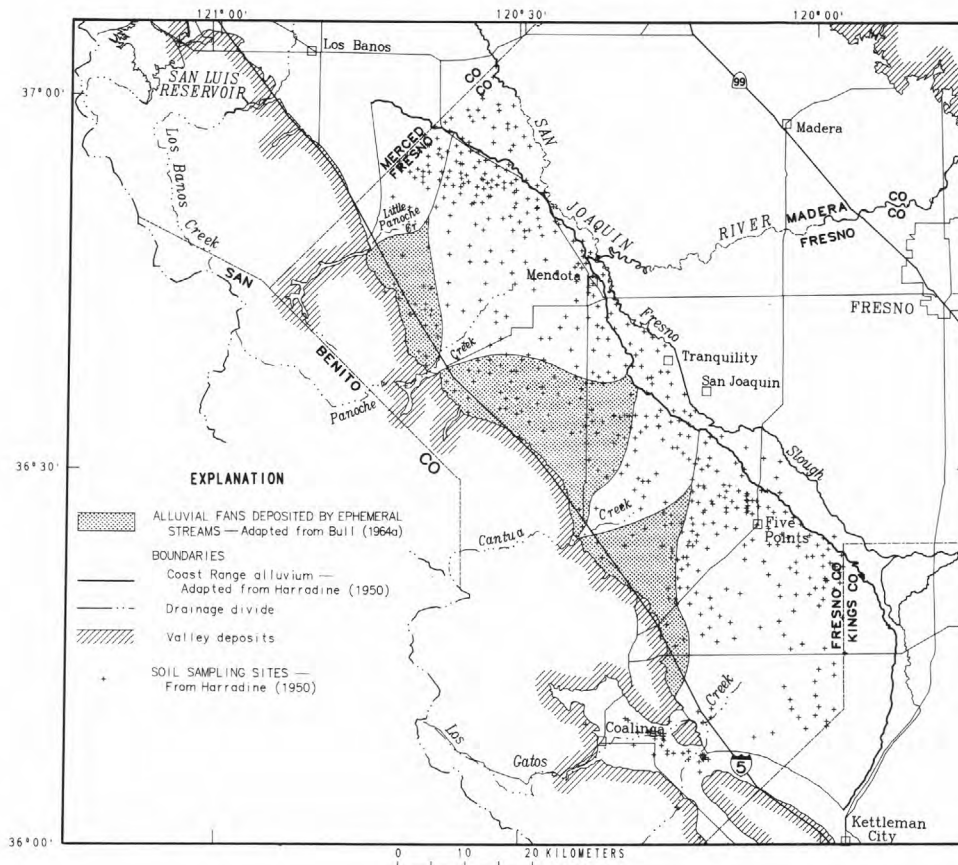 121°00'
120°30'
120°00'
37°00'
36°30'
36°00'
Los Banos
SAN LUIS
RESERVOIR
Los Banos
Creek
MERCED
FRESNO
CO
CO
SAN
JOAQUIN
RIVER
99
Madera
MADERA
FRESNO
CO
CO
Little
Panoche
Cr
Mendota
Fresno
FRESNO
SAN
BENITO
CO
Creek
Panoche
Tranquility
San Joaquin
Slough
Cantua
Creek
Five
Points
FRESNO CO
KINGS CO
Creek
Los
Gatos
Coalinga
5
Kettleman
City
EXPLANATION
ALLUVIAL FANS DEPOSITED BY EPHEMERAL
STREAMS — Adapted from Bull (1964a)
BOUNDARIES
Coast Range alluvium —
Adapted from Harradine (1950)
Drainage divide
Valley deposits
+ SOIL SAMPLING SITES —
From Harradine (1950)
0 10 20 KILOMETERS